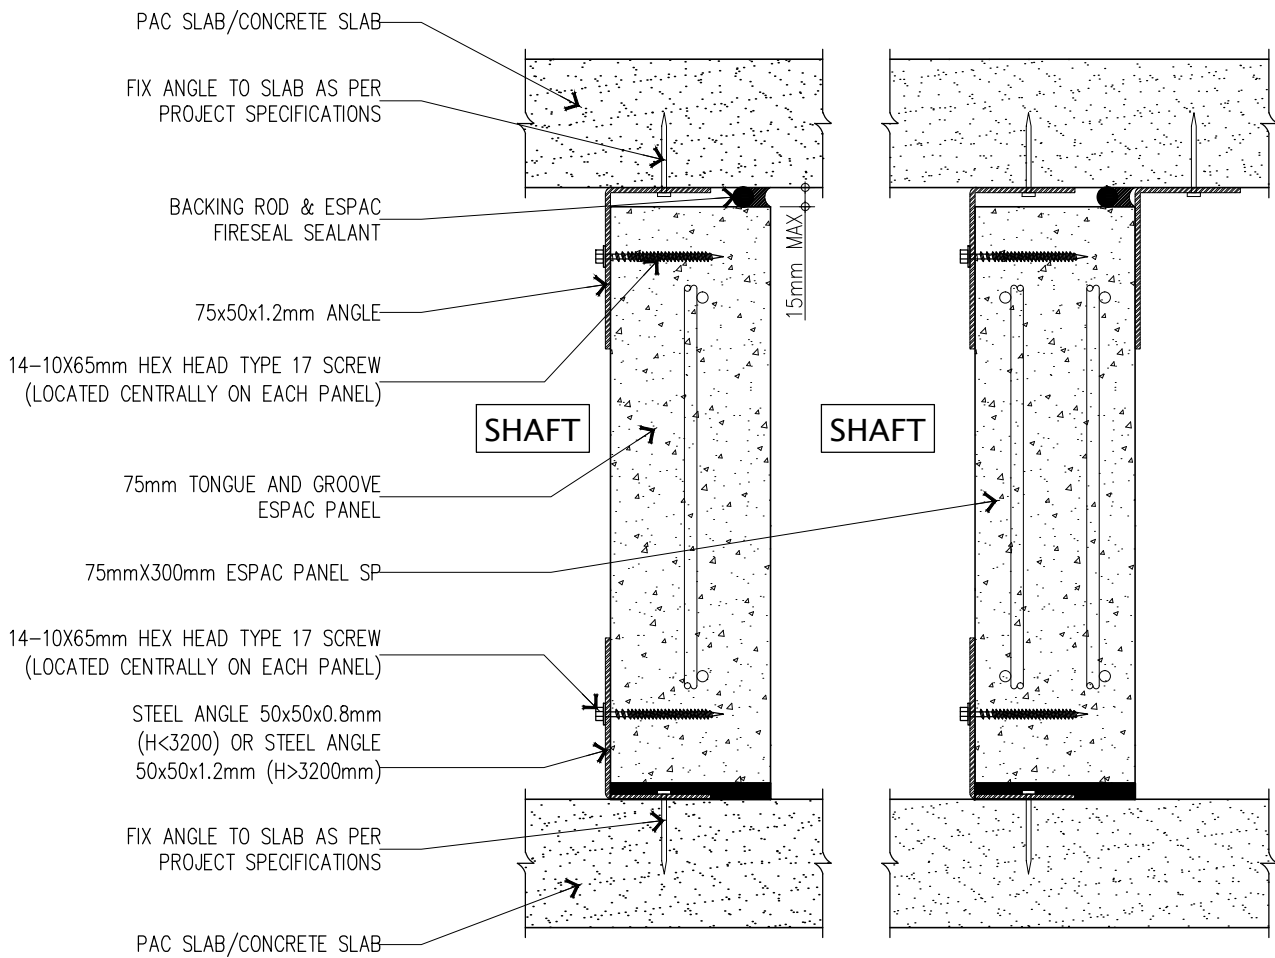 PAC SLAB/CONCRETE SLAB
FIX ANGLE TO SLAB AS PER
PROJECT SPECIFICATIONS
BACKING ROD & ESPAC
FIRESEAL SEALANT
15mm MAX
75x50x1.2mm ANGLE
14-10X65mm HEX HEAD TYPE 17 SCREW
(LOCATED CENTRALLY ON EACH PANEL)
SHAFT
SHAFT
75mm TONGUE AND GROOVE
ESPAC PANEL
75mmX300mm ESPAC PANEL SP
14-10X65mm HEX HEAD TYPE 17 SCREW
(LOCATED CENTRALLY ON EACH PANEL)
STEEL ANGLE 50x50x0.8mm
(H<3200) OR STEEL ANGLE
50x50x1.2mm (H>3200mm)
FIX ANGLE TO SLAB AS PER
PROJECT SPECIFICATIONS
PAC SLAB/CONCRETE SLAB